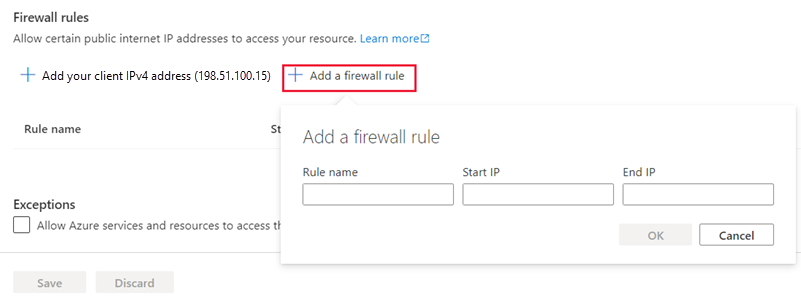 Firewall rules
Allow certain public internet IP addresses to access your resource. Learn more
Add your client IPv4 address (198.51.100.15) Add a firewall rule
Rule name St
Add a firewall rule
Rule name Start IP End IP
Exceptions
Allow Azure services and resources to access th
OK Cancel
Save Discard